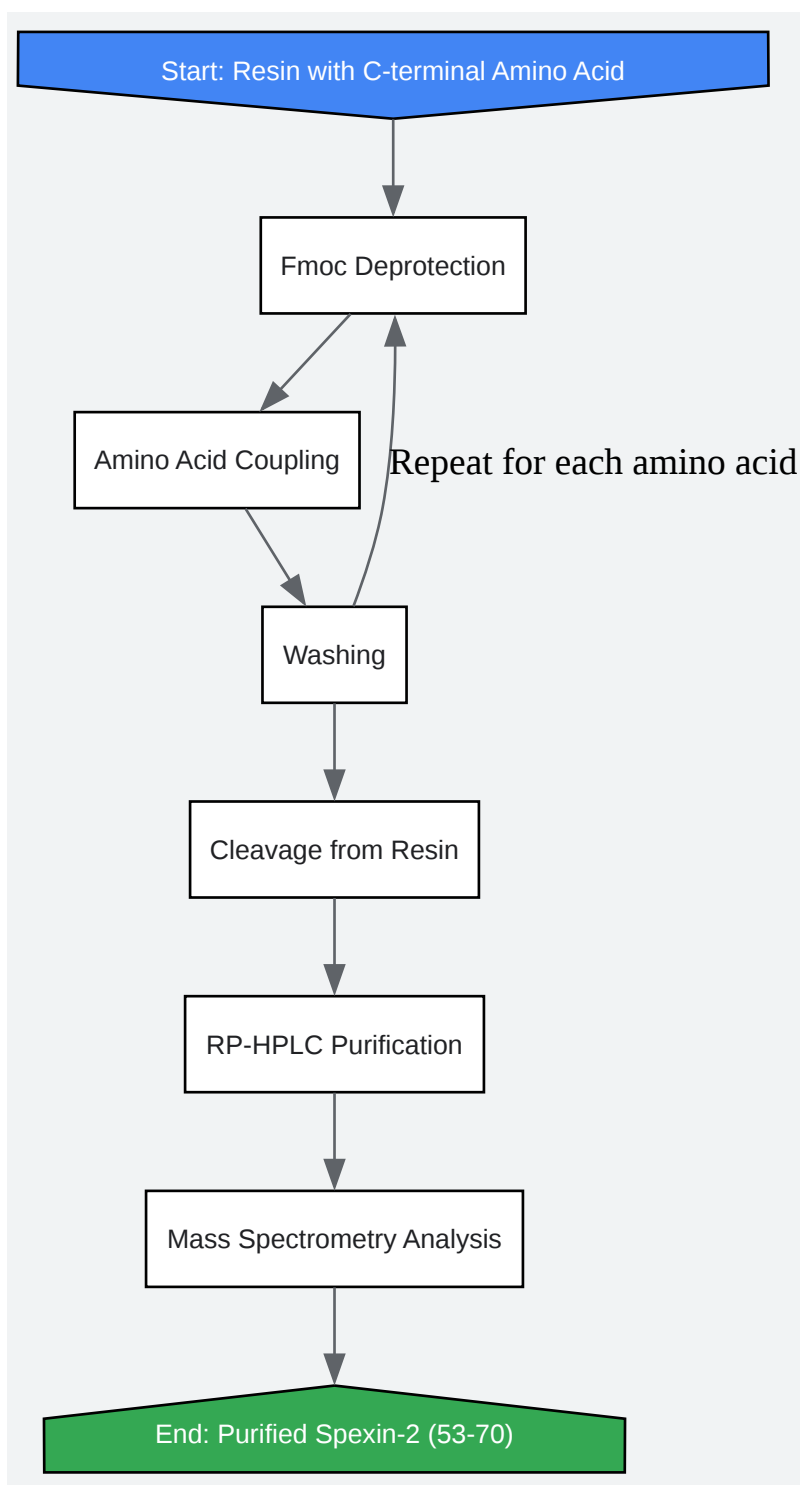 Start: Resin with C-terminal Amino Acid
Fmoc Deprotection
Amino Acid Coupling
Repeat for each amino acid
Washing
Cleavage from Resin
RP-HPLC Purification
Mass Spectrometry Analysis
End: Purified Spexin-2 (53-70)